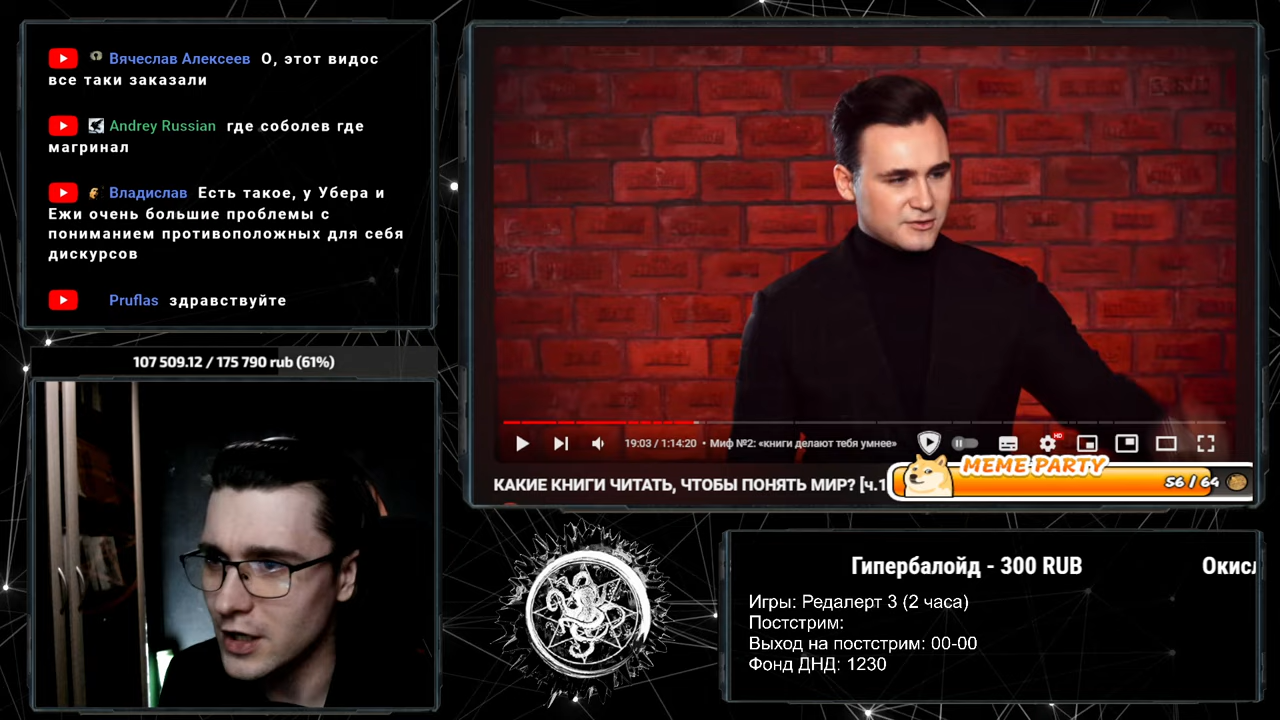 Вячеслав Алексеев О, этот видос
все таки заказали
Andrey Russian где соболев где
магринал
Владислав Есть такое, у Убера и
Ежи очень большие проблемы с
пониманием противоположных для себя
дискурсов
Pruflas здравствуйте
107 509.12 / 175 790 rub (61%)
19:03 / 1:14:20 • Миф №2: «книги делают тебя умнее»
HD
КАКИЕ КНИГИ ЧИТАТЬ, ЧТОБЫ ПОНЯТЬ МИР? [ч.1
MEME PARTY
56 / 64
Гипербалойд - 300 RUB
Окисл
Игры: Редалерт 3 (2 часа)
Постстрим:
Выход на постстрим: 00-00
Фонд ДНД: 1230